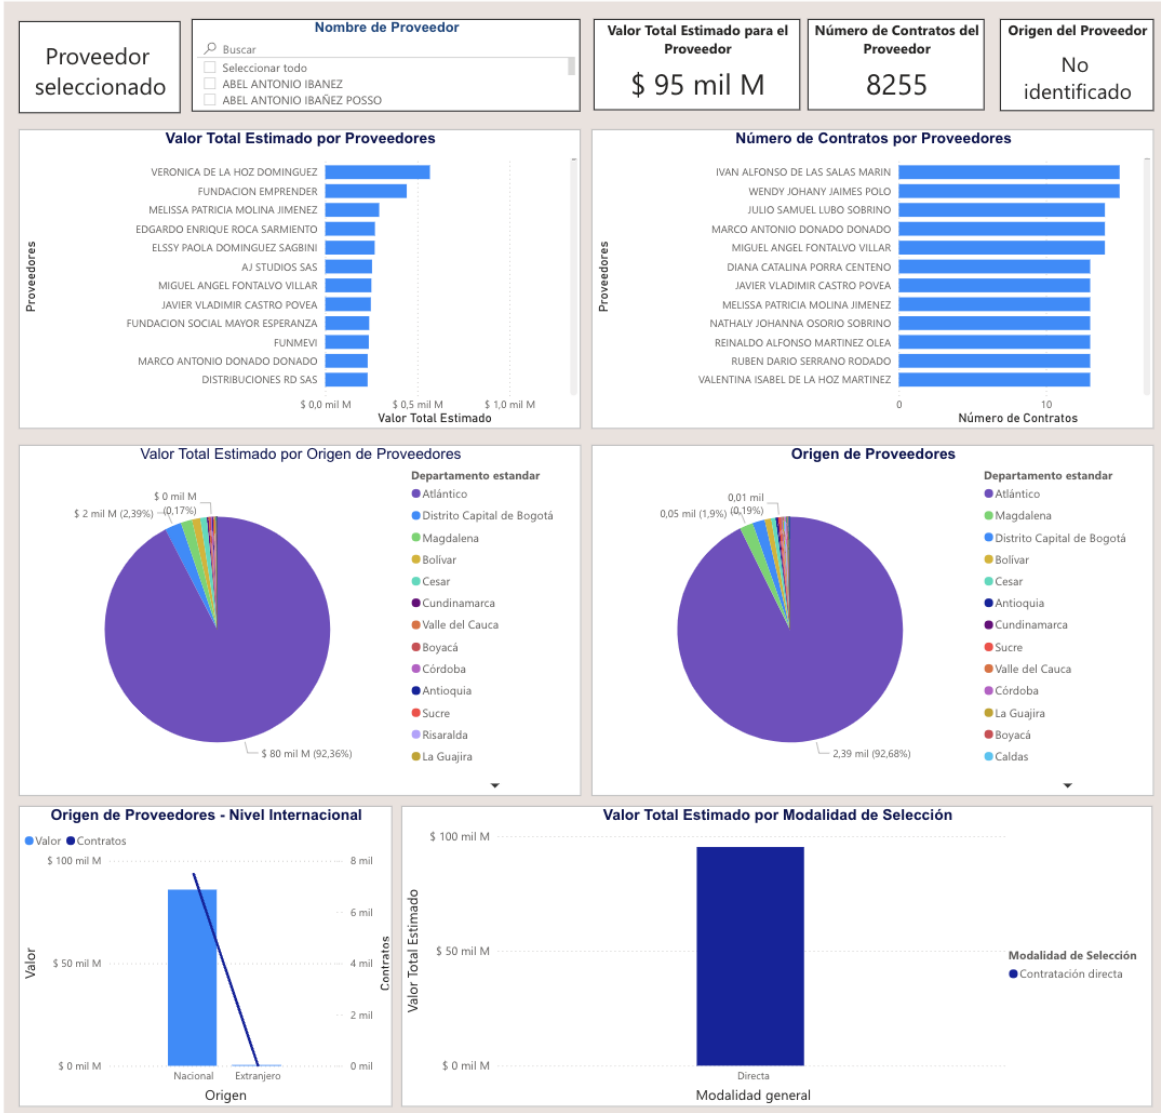 Proveedor
seleccionado
Nombre de Proveedor
Buscar
Seleccionar todo
ABEL ANTONIO IBANEZ
ABEL ANTONIO IBAÑEZ POSSO
Valor Total Estimado para el
Proveedor
$ 95 mil M
Número de Contratos del
Proveedor
8255
Origen del Proveedor
No
identificado
Valor Total Estimado por Proveedores
Proveedores
VERONICA DE LA HOZ DOMINGUEZ
FUNDACION EMPRENDER
MELISSA PATRICIA MOLINA JIMENEZ
EDGARDO ENRIQUE ROCA SARMIENTO
ELSSY PAOLA DOMINGUEZ SAGBINI
AJ STUDIOS SAS
MIGUEL ANGEL FONTALVO VILLAR
JAVIER VLADIMIR CASTRO POVEA
FUNDACION SOCIAL MAYOR ESPERANZA
FUNMEVI
MARCO ANTONIO DONADO DONADO
DISTRIBUCIONES RD SAS
$ 0,0 mil M $ 0,5 mil M $ 1,0 mil M
Valor Total Estimado
Número de Contratos por Proveedores
Proveedores
IVAN ALFONSO DE LAS SALAS MARIN
WENDY JOHANY JAIMES POLO
JULIO SAMUEL LUBO SOBRINO
MARCO ANTONIO DONADO DONADO
MIGUEL ANGEL FONTALVO VILLAR
DIANA CATALINA PORRA CENTENO
JAVIER VLADIMIR CASTRO POVEA
MELISSA PATRICIA MOLINA JIMENEZ
NATHALY JOHANNA OSORIO SOBRINO
REINALDO ALFONSO MARTINEZ OLEA
RUBEN DARIO SERRANO RODADO
VALENTINA ISABEL DE LA HOZ MARTINEZ
0 10
Número de Contratos
Valor Total Estimado por Origen de Proveedores
$ 0 mil M
(0,17%)
$ 2 mil M (2,39%)
$ 80 mil M (92,36%)
Departamento estandar
Atlántico
Distrito Capital de Bogotá
Magdalena
Bolívar
Cesar
Cundinamarca
Valle del Cauca
Boyacá
Córdoba
Antioquia
Sucre
Risaralda
La Guajira
Origen de Proveedores
0,01 mil
(0,19%)
0,05 mil (1,9%)
2,39 mil (92,68%)
Departamento estandar
Atlántico
Magdalena
Distrito Capital de Bogotá
Bolívar
Cesar
Antioquia
Cundinamarca
Sucre
Valle del Cauca
Córdoba
La Guajira
Boyacá
Caldas
Origen de Proveedores - Nivel Internacional
Valor Contratos
$ 100 mil M
$ 50 mil M
$ 0 mil M
Valor
8 mil
6 mil
4 mil
2 mil
0 mil
Contratos
Nacional Extranjero
Origen
Valor Total Estimado por Modalidad de Selección
$ 100 mil M
$ 50 mil M
$ 0 mil M
Valor Total Estimado
Directa
Modalidad general
Modalidad de Selección
Contratación directa